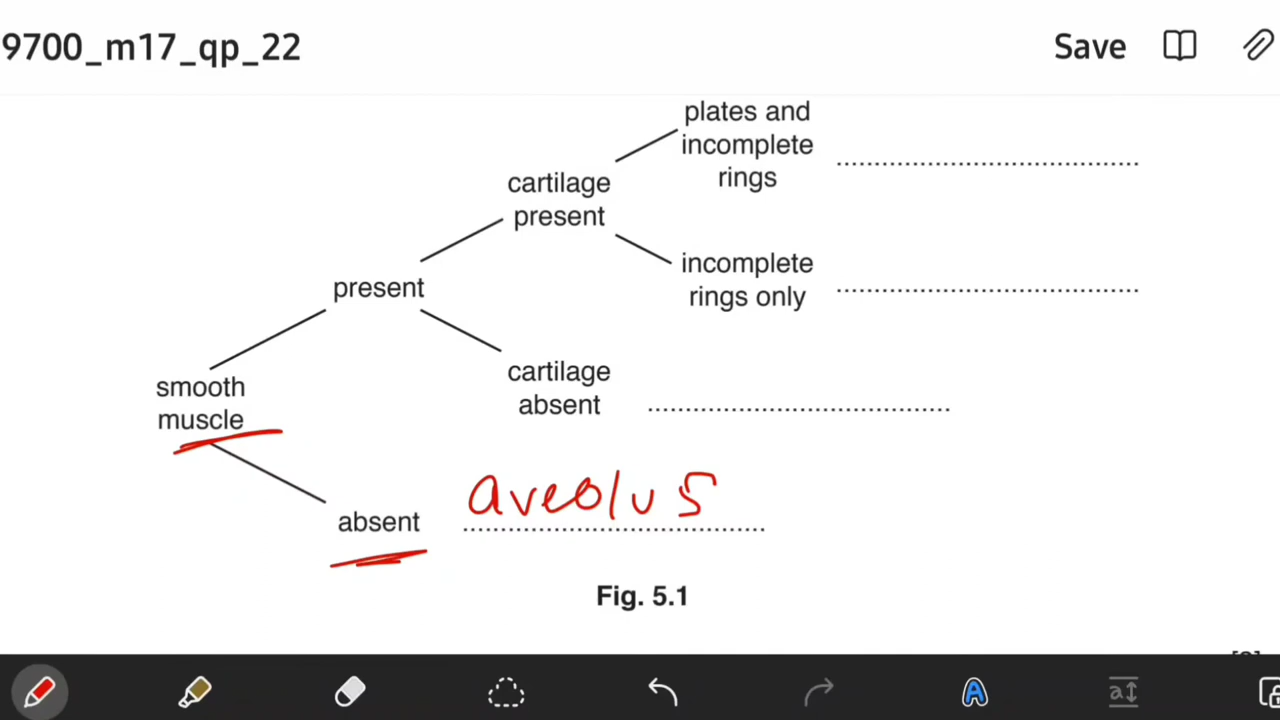 9700_m17_qp_22
Save
plates and
incomplete
rings
cartilage
present
incomplete
rings only
present
cartilage
absent
smooth
muscle
absent
aveolus
Fig. 5.1
A
a